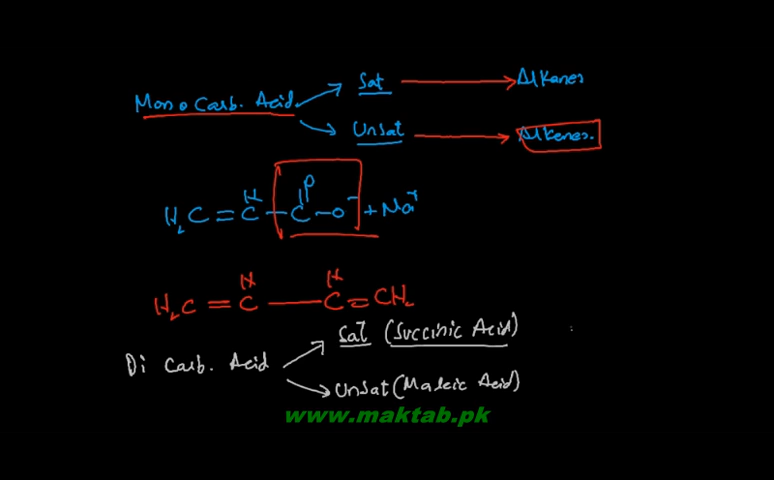 Sat Alkanes
Mono Carb. Acid
UnSat Alkenes.
H O
H₂C = C - C - O⁻ + Na⁺
H H
H₂C = C - C = CH₂
Sat (Succinic Acid)
Di Carb. Acid
UnSat (Maleic Acid)
www.maktab.pk